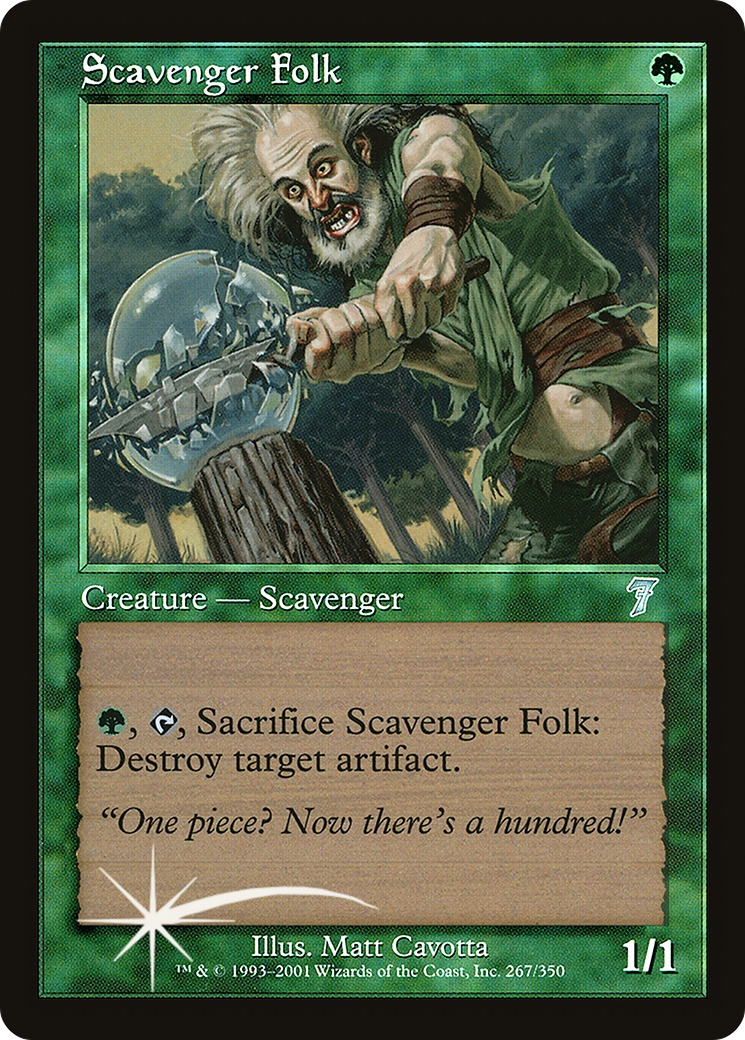 Scavenger Folk
Creature — Scavenger
7
, , Sacrifice Scavenger Folk:
Destroy target artifact.
“One piece? Now there’s a hundred!”
Illus. Matt Cavotta
1/1
™ & © 1993–2001 Wizards of the Coast, Inc. 267/350